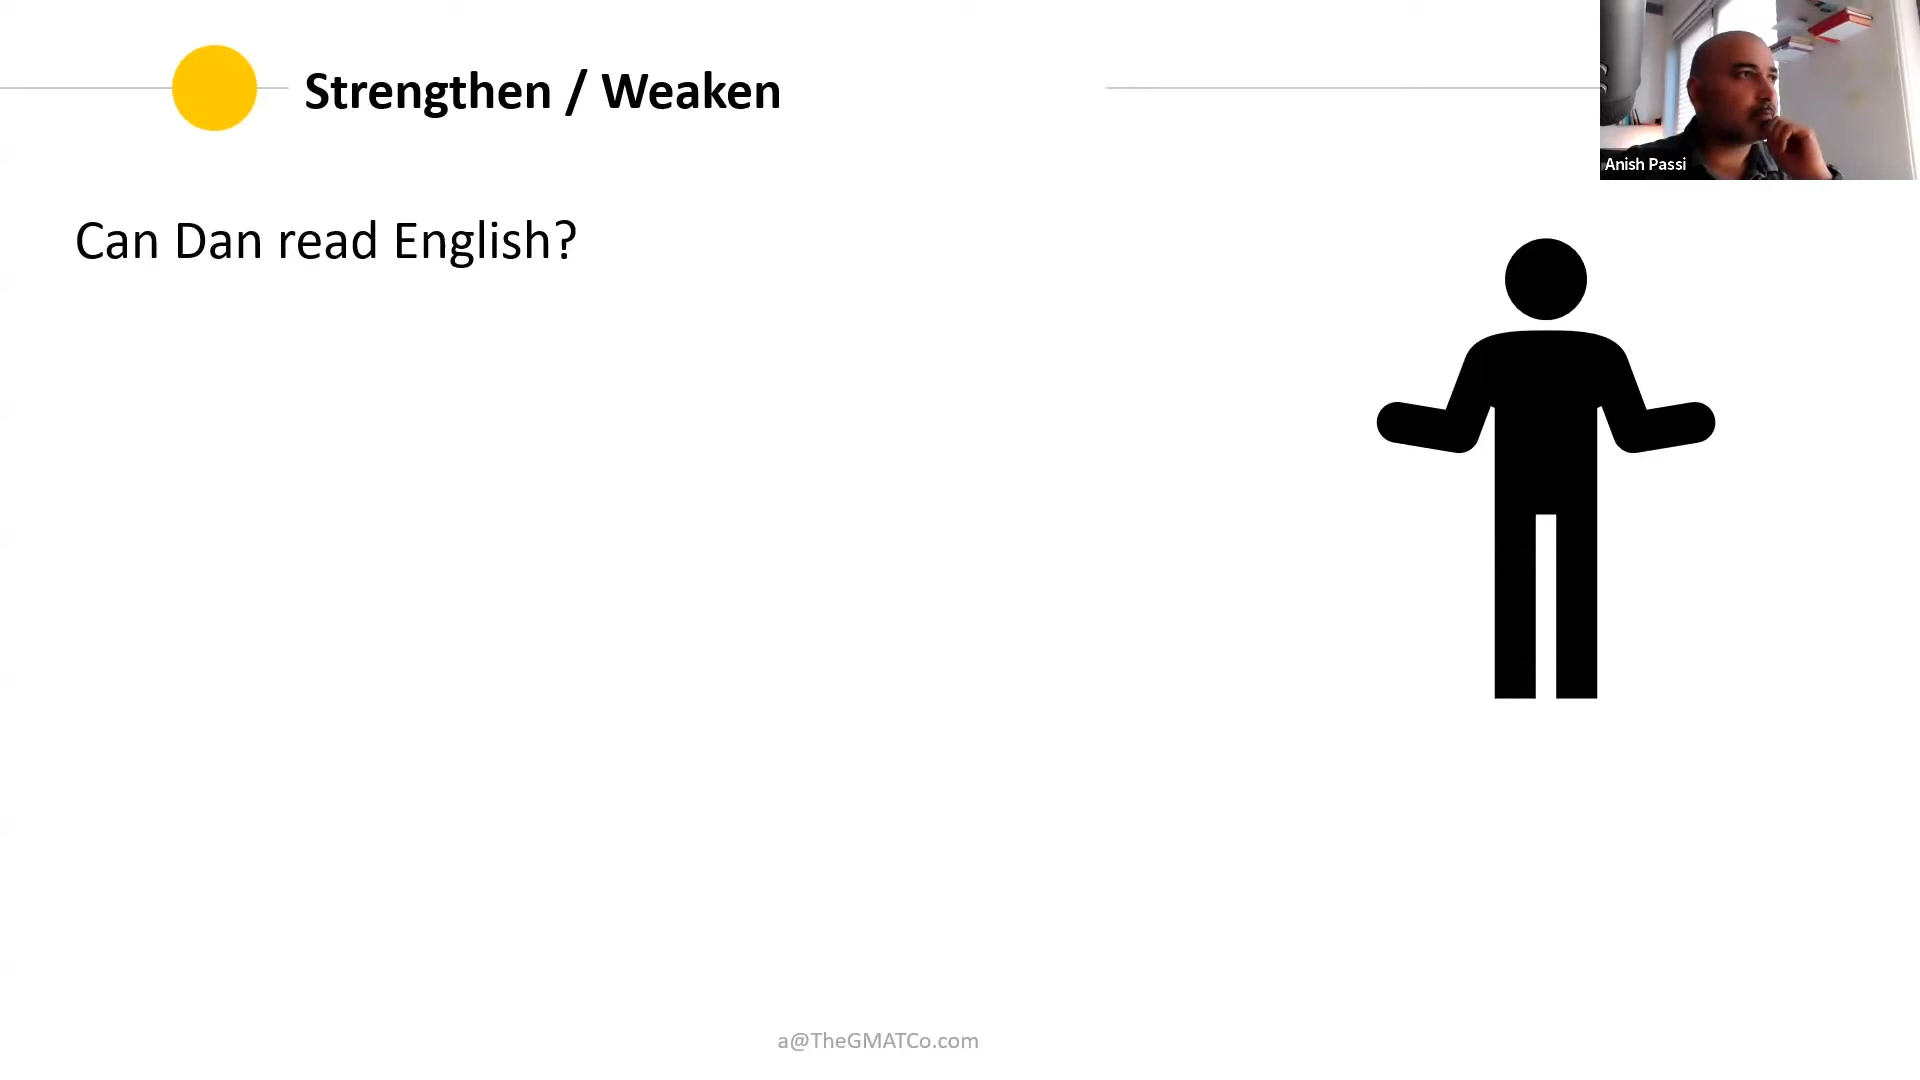 Strengthen / Weaken
Anish Passi
Can Dan read English?
a@TheGMATCo.com